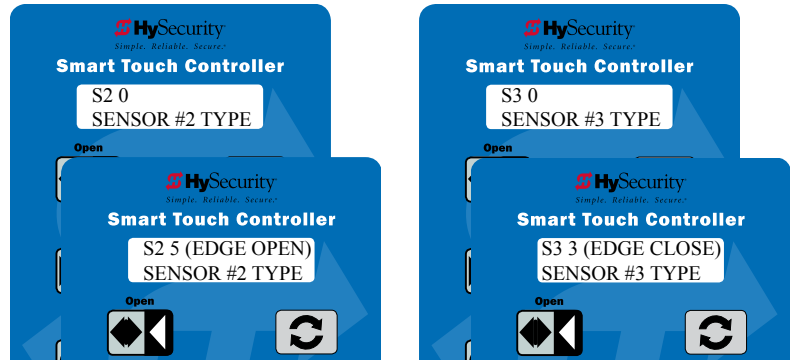 HySecurity
Simple. Reliable. Secure.
Smart Touch Controller
S2 0
SENSOR #2 TYPE
Open
HySecurity
Simple. Reliable. Secure.
Smart Touch Controller
S2 5 (EDGE OPEN)
SENSOR #2 TYPE
Open
HySecurity
Simple. Reliable. Secure.
Smart Touch Controller
S3 0
SENSOR #3 TYPE
Open
HySecurity
Simple. Reliable. Secure.
Smart Touch Controller
S3 3 (EDGE CLOSE)
SENSOR #3 TYPE
Open